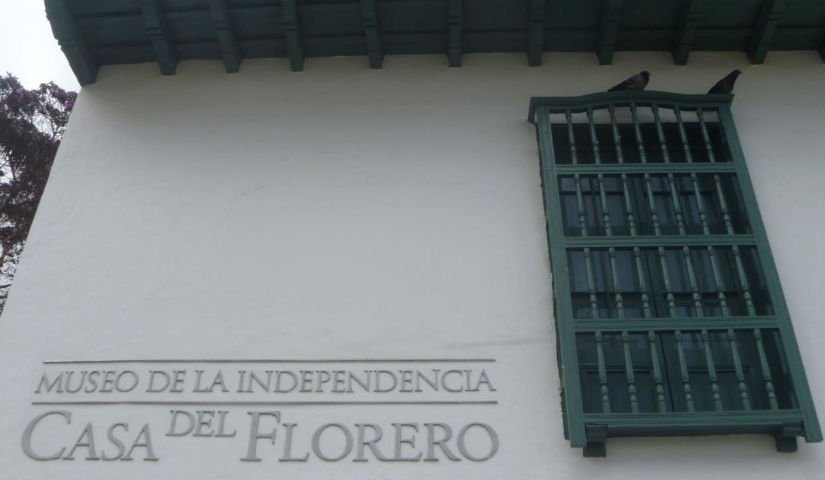 MUSEO DE LA INDEPENDENCIA
CASA DEL FLORERO